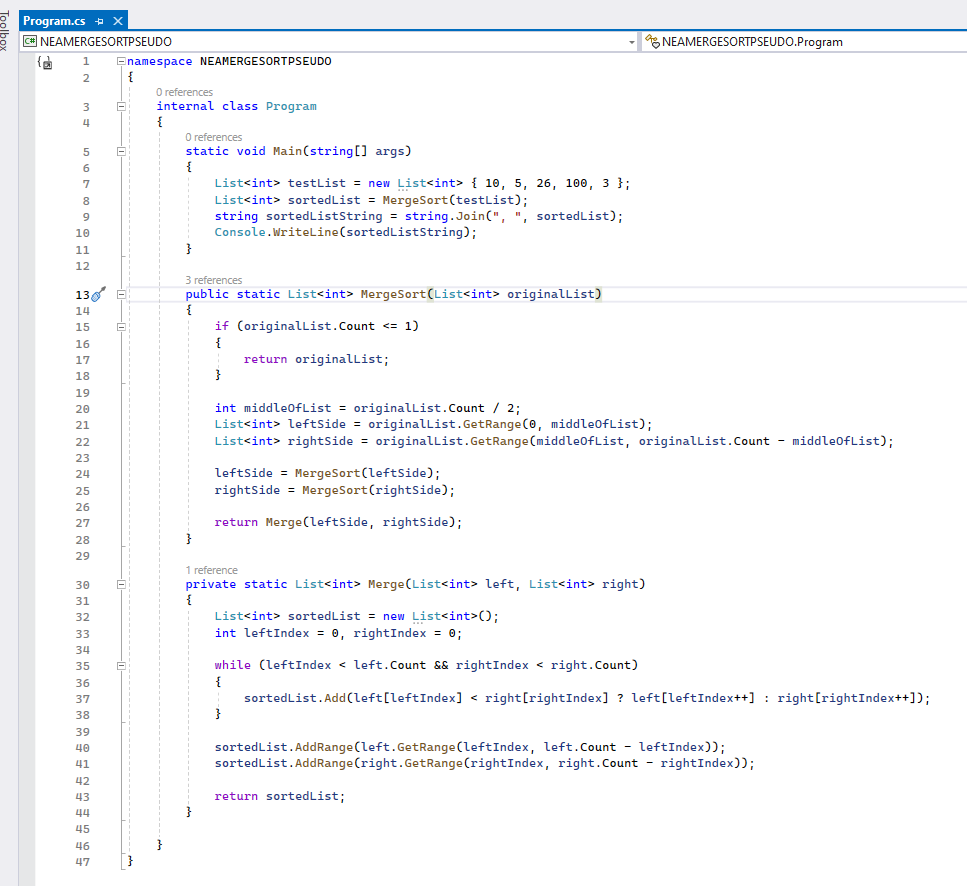 Toolbox
Program.cs
C# NEAMERGESORTPSEUDO
NEAMERGESORTPSEUDO.Program
1 namespace NEAMERGESORTPSEUDO
2 {
0 references
3 internal class Program
4 {
0 references
5 static void Main(string[] args)
6 {
7 List<int> testList = new List<int> { 10, 5, 26, 100, 3 };
8 List<int> sortedList = MergeSort(testList);
9 string sortedListString = string.Join(", ", sortedList);
10 Console.WriteLine(sortedListString);
11 }
12
3 references
13 public static List<int> MergeSort(List<int> originalList)
14 {
15 if (originalList.Count <= 1)
16 {
17 return originalList;
18 }
19
20 int middleOfList = originalList.Count / 2;
21 List<int> leftSide = originalList.GetRange(0, middleOfList);
22 List<int> rightSide = originalList.GetRange(middleOfList, originalList.Count - middleOfList);
23
24 leftSide = MergeSort(leftSide);
25 rightSide = MergeSort(rightSide);
26
27 return Merge(leftSide, rightSide);
28 }
29
1 reference
30 private static List<int> Merge(List<int> left, List<int> right)
31 {
32 List<int> sortedList = new List<int>();
33 int leftIndex = 0, rightIndex = 0;
34
35 while (leftIndex < left.Count && rightIndex < right.Count)
36 {
37 sortedList.Add(left[leftIndex] < right[rightIndex] ? left[leftIndex++] : right[rightIndex++]);
38 }
39
40 sortedList.AddRange(left.GetRange(leftIndex, left.Count - leftIndex));
41 sortedList.AddRange(right.GetRange(rightIndex, right.Count - rightIndex));
42
43 return sortedList;
44 }
45
46 }
47 }